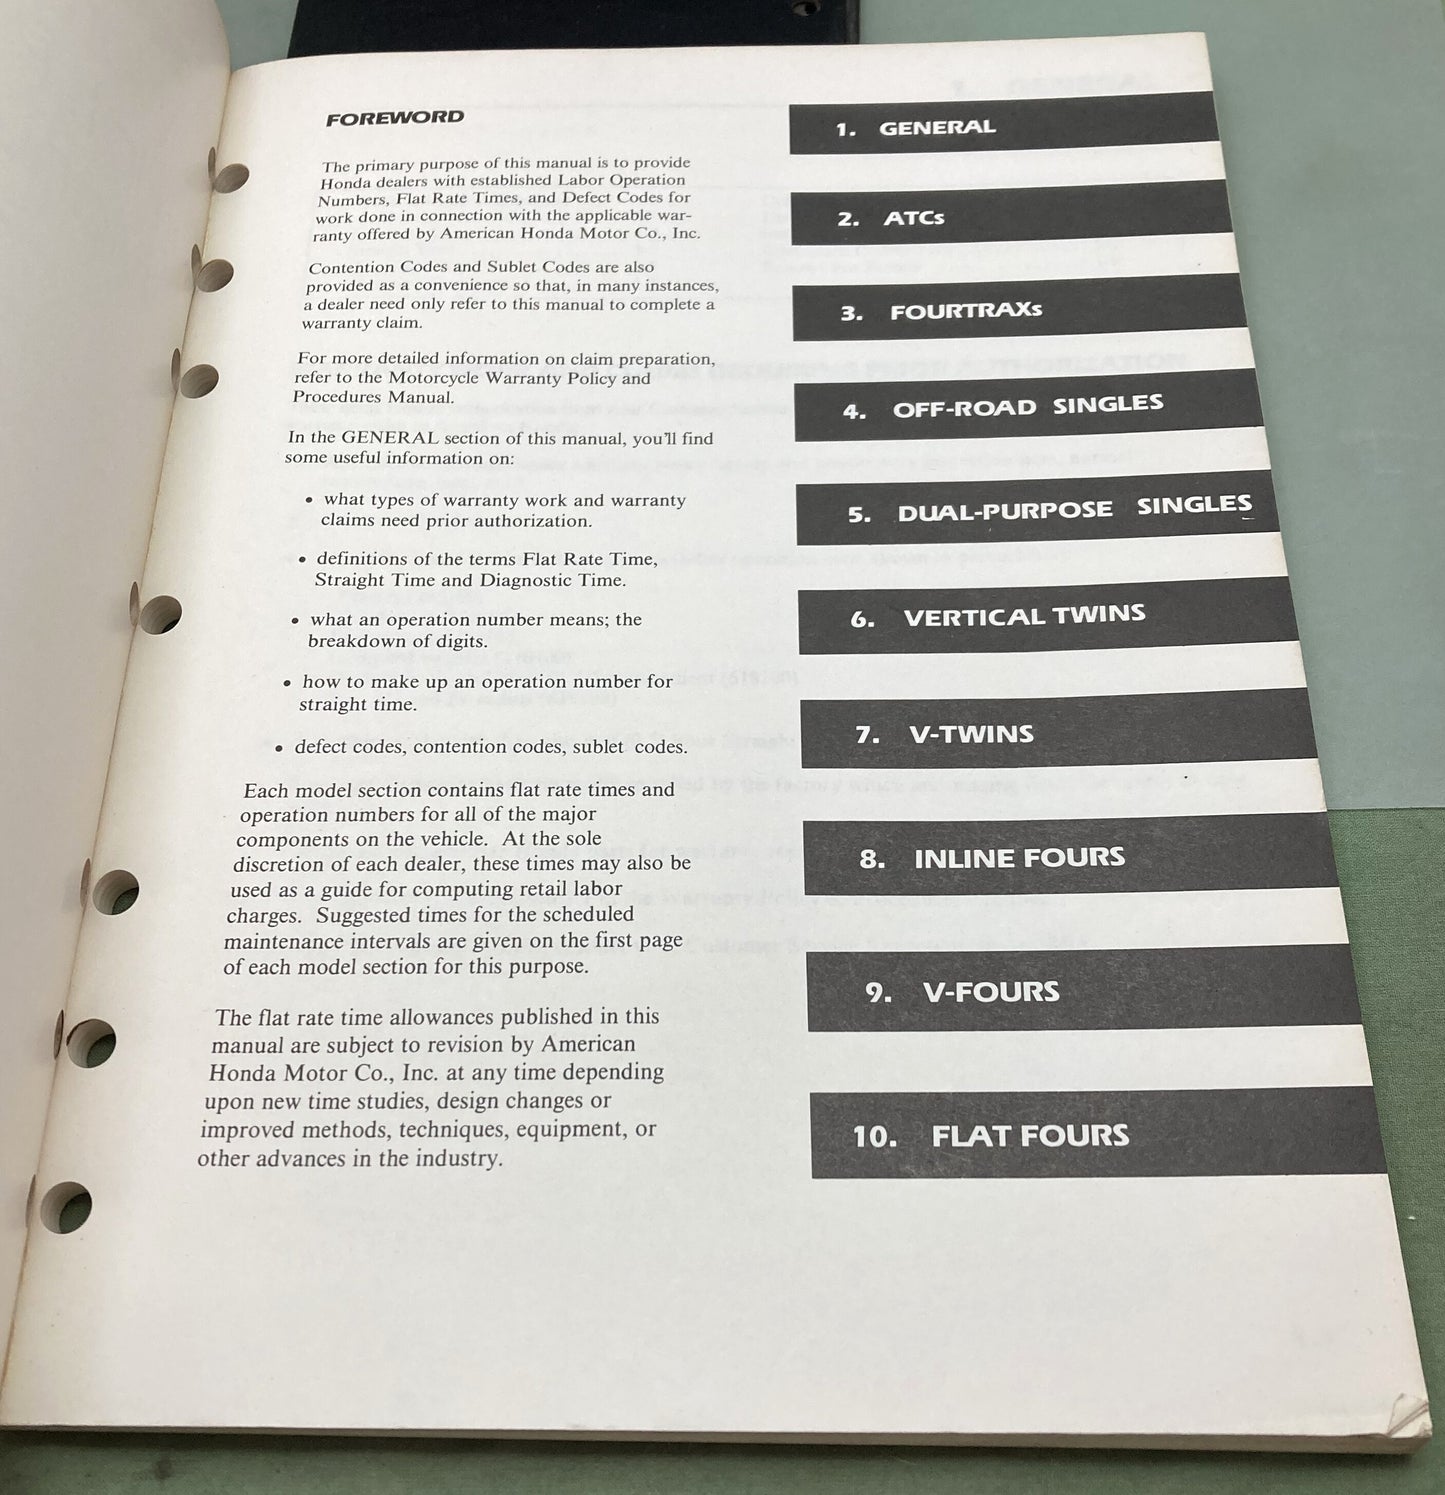 FOREWORD
The primary purpose of this manual is to provide
Honda dealers with established Labor Operation
Numbers, Flat Rate Times, and Defect Codes for
work done in connection with the applicable war-
ranty offered by American Honda Motor Co., Inc.
Contention Codes and Sublet Codes are also
provided as a convenience so that, in many instances,
a dealer need only refer to this manual to complete a
warranty claim.
For more detailed information on claim preparation,
refer to the Motorcycle Warranty Policy and
Procedures Manual.
In the GENERAL section of this manual, you'll find
some useful information on:
• what types of warranty work and warranty
claims need prior authorization.
• definitions of the terms Flat Rate Time,
Straight Time and Diagnostic Time.
• what an operation number means; the
breakdown of digits.
• how to make up an operation number for
straight time.
• defect codes, contention codes, sublet codes.
Each model section contains flat rate times and
operation numbers for all of the major
components on the vehicle. At the sole
discretion of each dealer, these times may also be
used as a guide for computing retail labor
charges. Suggested times for the scheduled
maintenance intervals are given on the first page
of each model section for this purpose.
The flat rate time allowances published in this
manual are subject to revision by American
Honda Motor Co., Inc. at any time depending
upon new time studies, design changes or
improved methods, techniques, equipment, or
other advances in the industry.
1. GENERAL
2. ATCs
3. FOURTRAXs
4. OFF-ROAD SINGLES
5. DUAL-PURPOSE SINGLES
6. VERTICAL TWINS
7. V-TWINS
8. INLINE FOURS
9. V-FOURS
10. FLAT FOURS